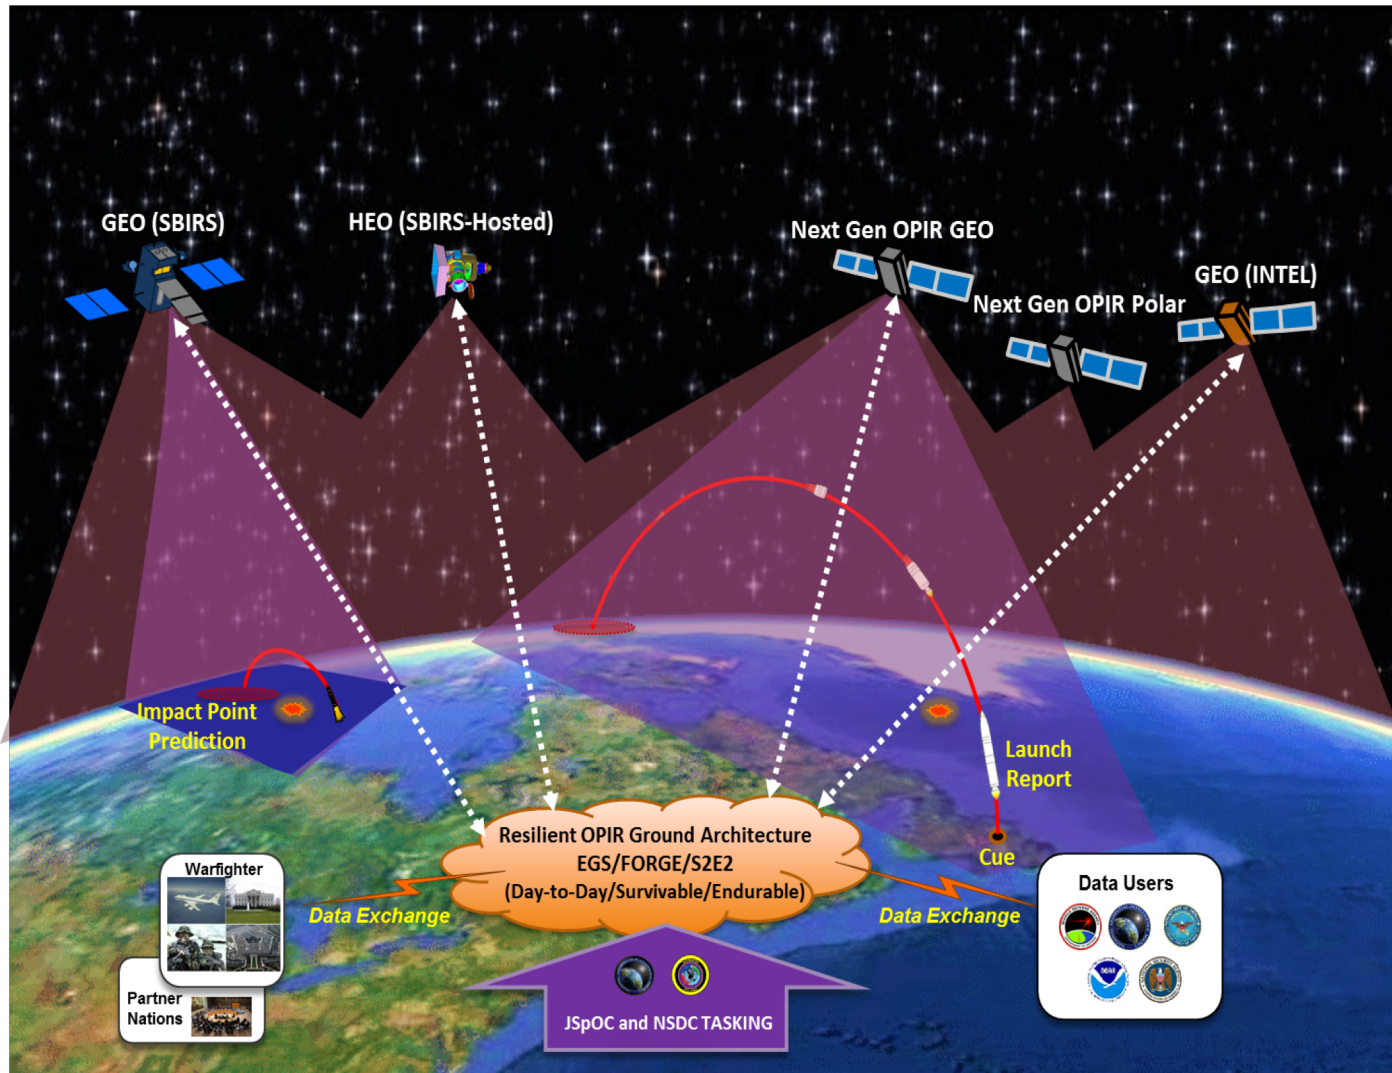 GEO (SBIRS)
HEO (SBIRS-Hosted)
Next Gen OPIR GEO
GEO (INTEL)
Next Gen OPIR Polar
Impact Point
Prediction
Launch
Report
Cue
Resilient OPIR Ground Architecture
EGS/FORGE/S2E2
(Day-to-Day/Survivable/Endurable)
Warfighter
Data Exchange
Data Exchange
Data Users
NOAA
Partner
Nations
JSpOC and NSDC TASKING